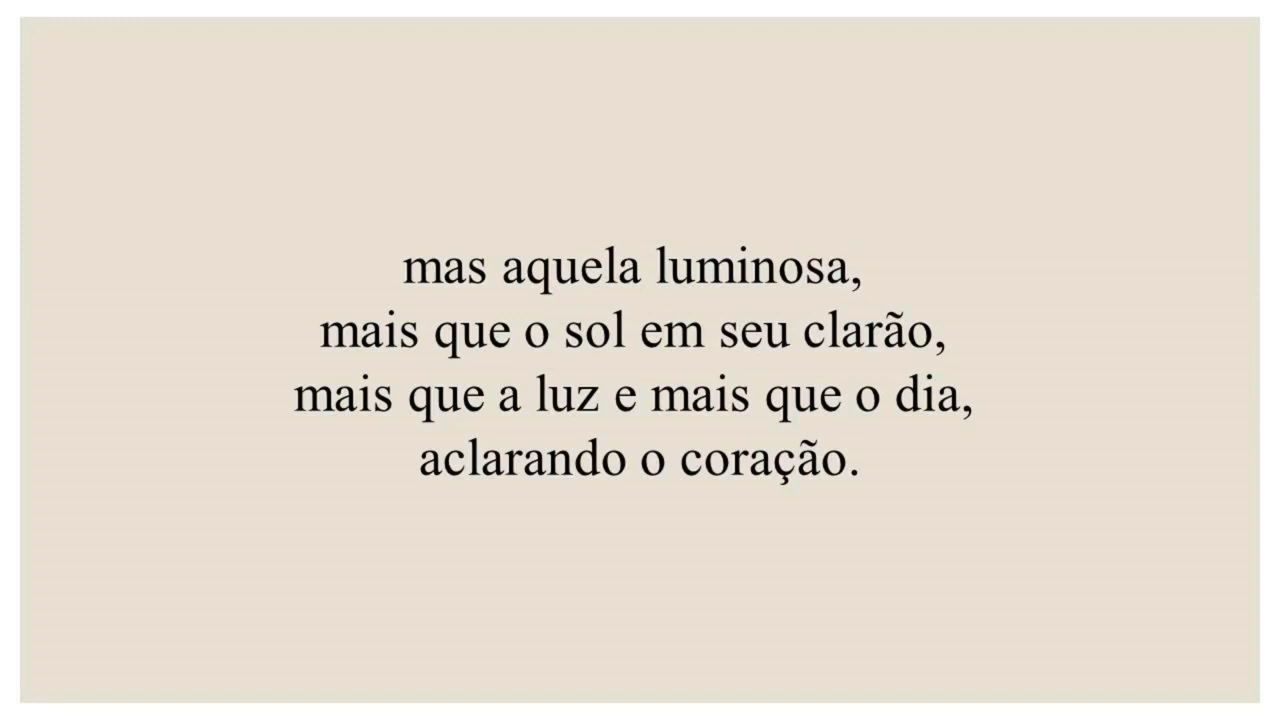 mas aquela luminosa,
mais que o sol em seu clarão,
mais que a luz e mais que o dia,
aclarando o coração.